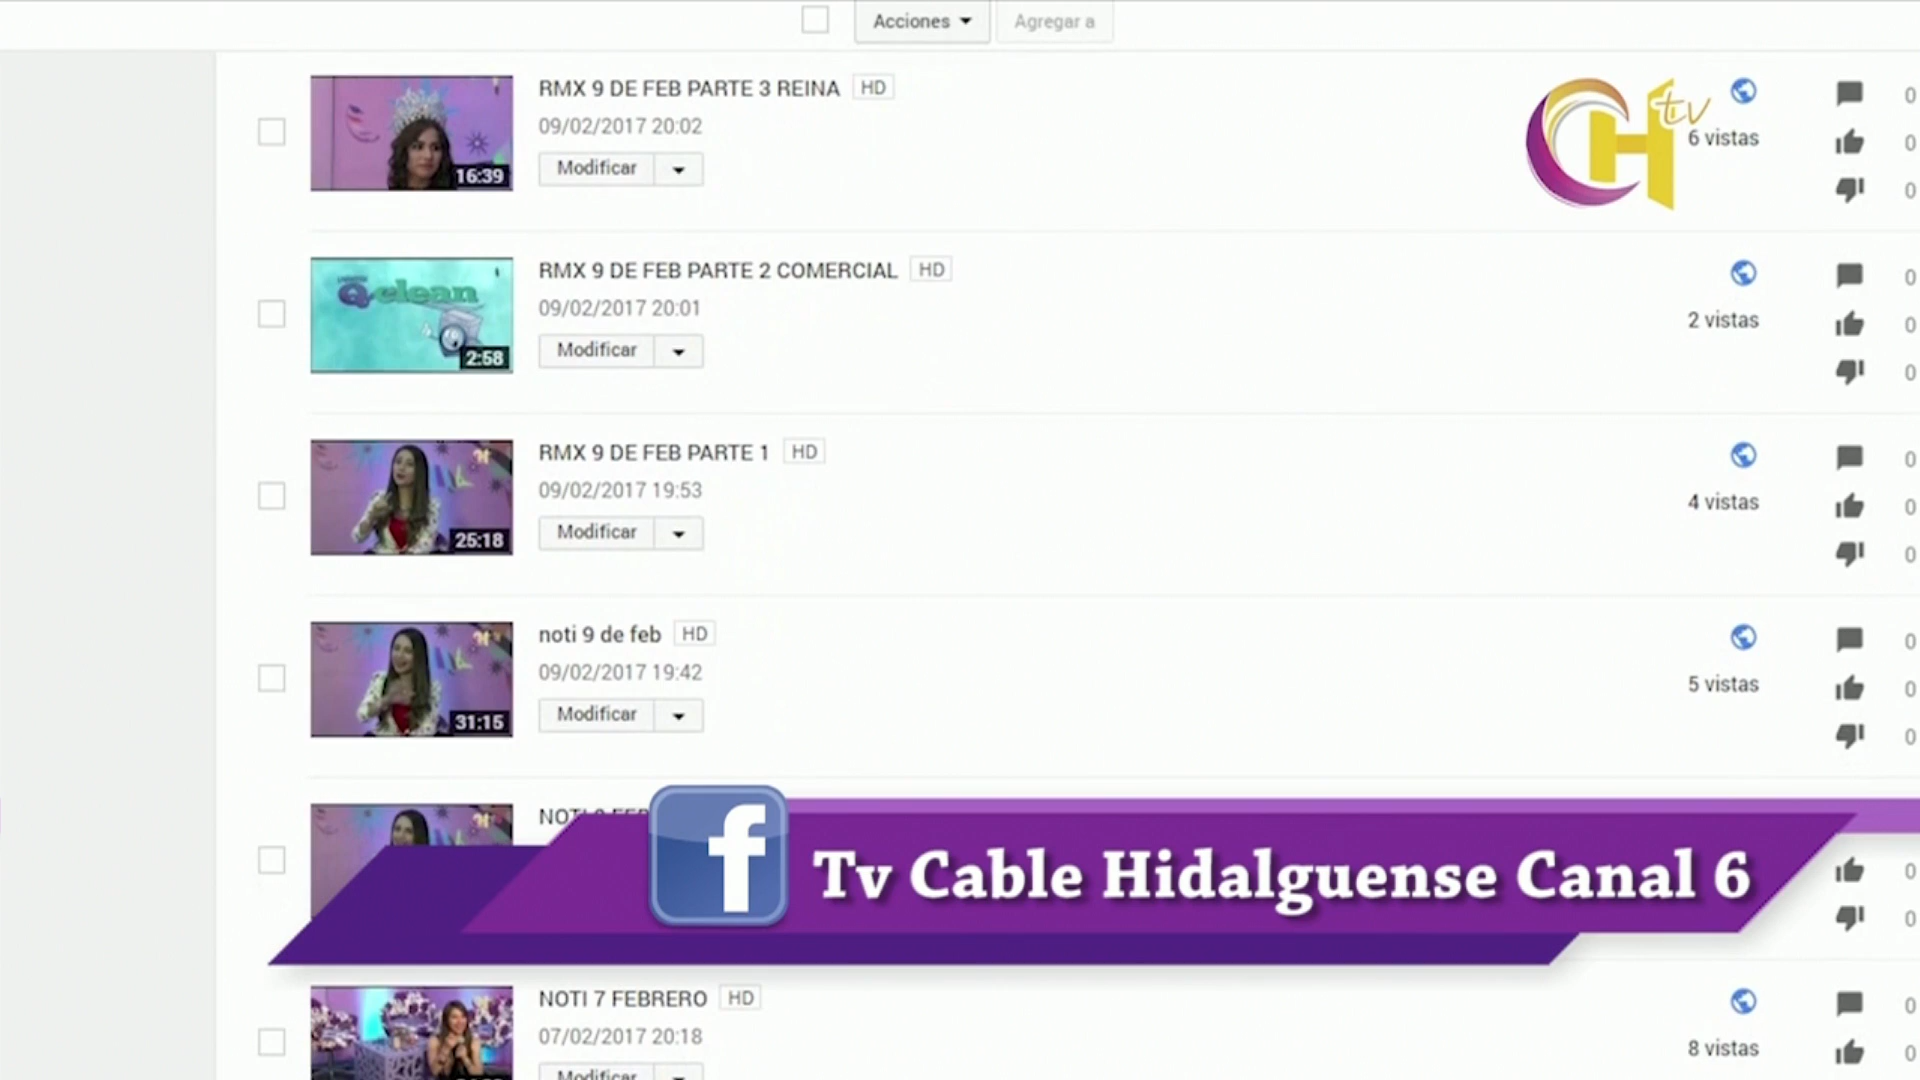 Acciones
Agregar a
RMX 9 DE FEB PARTE 3 REINA HD
09/02/2017 20:02
Modificar
16:39
CH tv
6 vistas
0
0
0
Q clean
RMX 9 DE FEB PARTE 2 COMERCIAL HD
09/02/2017 20:01
Modificar
2:58
2 vistas
0
0
0
RMX 9 DE FEB PARTE 1 HD
09/02/2017 19:53
Modificar
25:18
4 vistas
0
0
0
noti 9 de feb HD
09/02/2017 19:42
Modificar
31:15
5 vistas
0
0
0
f Tv Cable Hidalguense Canal 6
0
0
NOTI 7 FEBRERO HD
07/02/2017 20:18
Modificar
8 vistas
0
0